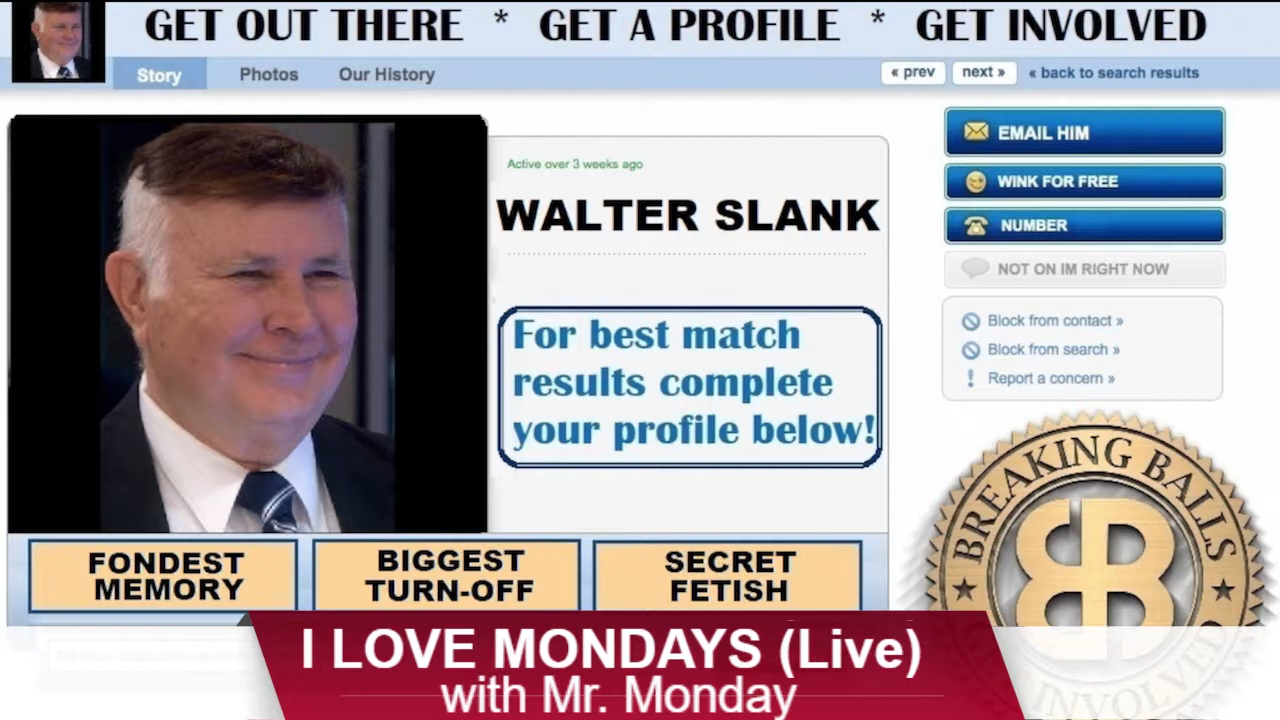 GET OUT THERE * GET A PROFILE * GET INVOLVED
Story Photos Our History
« prev next » « back to search results
Active over 3 weeks ago
WALTER SLANK
For best match
results complete
your profile below!
EMAIL HIM
WINK FOR FREE
NUMBER
NOT ON IM RIGHT NOW
Block from contact »
Block from search »
Report a concern »
BREAKING BALLS
BB
INVOLVED
FONDEST
MEMORY
BIGGEST
TURN-OFF
SECRET
FETISH
I LOVE MONDAYS (Live)
with Mr. Monday